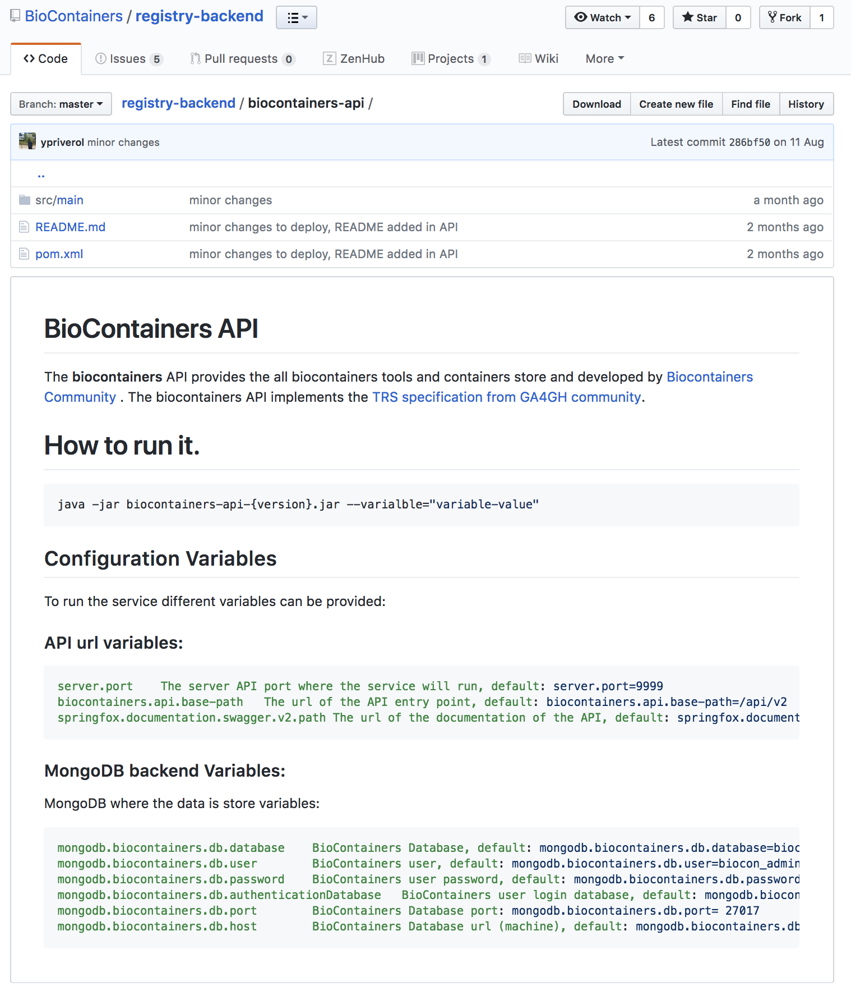 BioContainers / registry-backend
Watch 6 Star 0 Fork 1
Code Issues 5 Pull requests 0 ZenHub Projects 1 Wiki More
Branch: master registry-backend / biocontainers-api / Download Create new file Find file History
ypriverol minor changes Latest commit 286bf50 on 11 Aug
..
src/main minor changes a month ago
README.md minor changes to deploy, README added in API 2 months ago
pom.xml minor changes to deploy, README added in API 2 months ago
BioContainers API
The biocontainers API provides the all biocontainers tools and containers store and developed by Biocontainers
Community . The biocontainers API implements the TRS specification from GA4GH community.
How to run it.
java -jar biocontainers-api-{version}.jar --varialble="variable-value"
Configuration Variables
To run the service different variables can be provided:
API url variables:
server.port The server API port where the service will run, default: server.port=9999
biocontainers.api.base-path The url of the API entry point, default: biocontainers.api.base-path=/api/v2
springfox.documentation.swagger.v2.path The url of the documentation of the API, default: springfox.document
MongoDB backend Variables:
MongoDB where the data is store variables:
mongodb.biocontainers.db.database BioContainers Database, default: mongodb.biocontainers.db.database=bioc
mongodb.biocontainers.db.user BioContainers user, default: mongodb.biocontainers.db.user=biocon_admin
mongodb.biocontainers.db.password BioContainers user password, default: mongodb.biocontainers.db.password
mongodb.biocontainers.db.authenticationDatabase BioContainers user login database, default: mongodb.biocon
mongodb.biocontainers.db.port BioContainers Database port: mongodb.biocontainers.db.port= 27017
mongodb.biocontainers.db.host BioContainers Database url (machine), default: mongodb.biocontainers.db